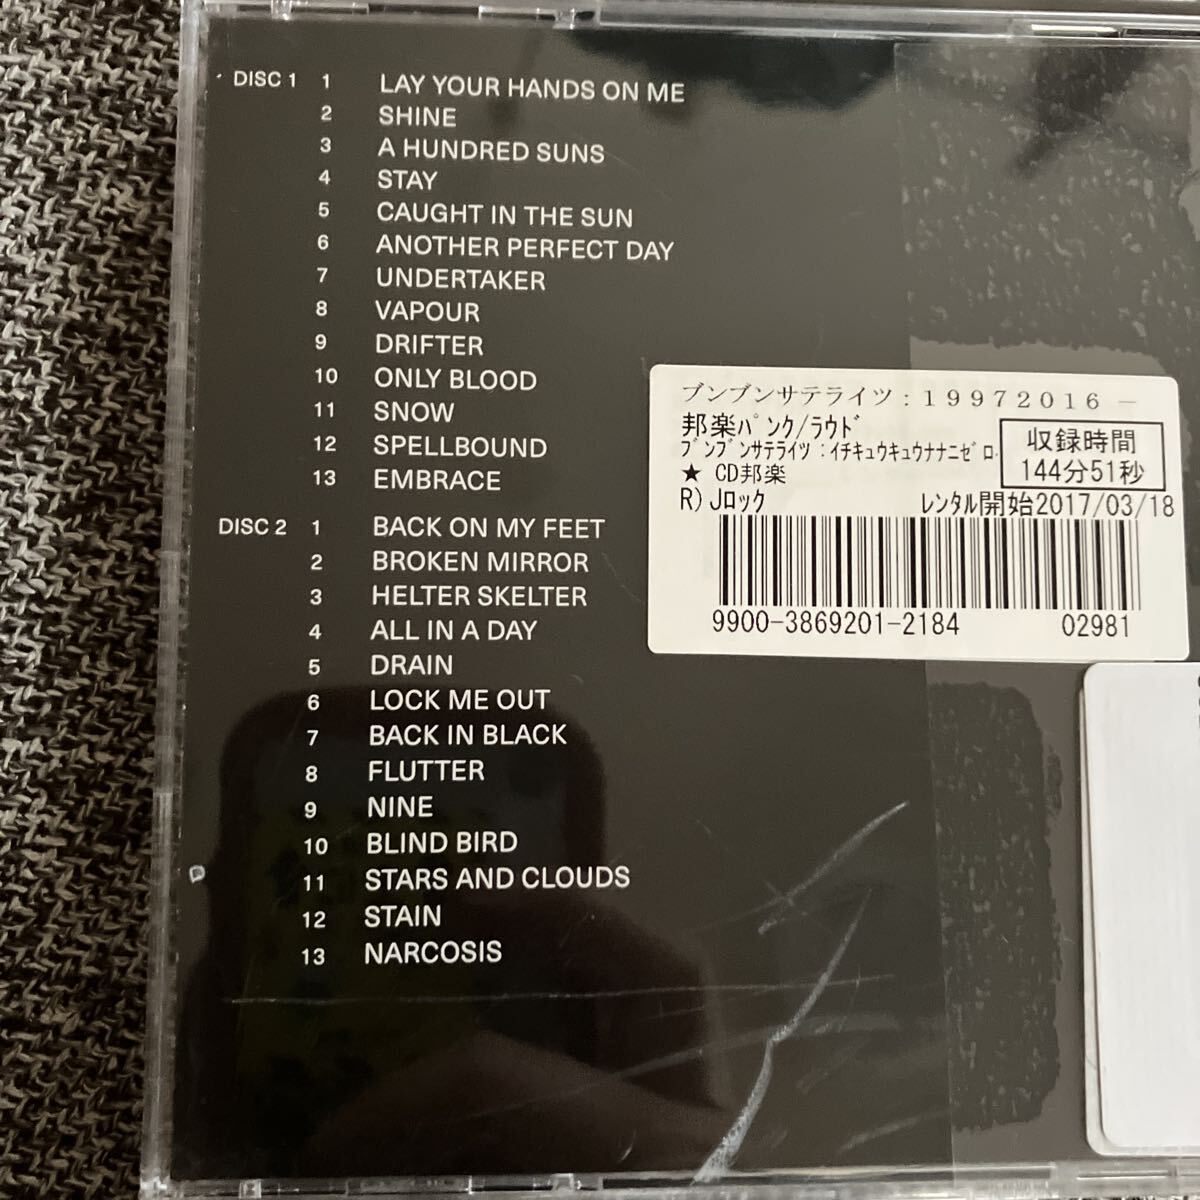 DISC 1 1 LAY YOUR HANDS ON ME
2 SHINE
3 A HUNDRED SUNS
4 STAY
5 CAUGHT IN THE SUN
6 ANOTHER PERFECT DAY
7 UNDERTAKER
8 VAPOUR
9 DRIFTER
10 ONLY BLOOD
11 SNOW
12 SPELLBOUND
13 EMBRACE
DISC 2 1 BACK ON MY FEET
2 BROKEN MIRROR
3 HELTER SKELTER
4 ALL IN A DAY
5 DRAIN
6 LOCK ME OUT
7 BACK IN BLACK
8 FLUTTER
9 NINE
10 BLIND BIRD
11 STARS AND CLOUDS
12 STAIN
13 NARCOSIS
ブンブンサテライツ：１９９７２０１６－
邦楽ﾊﾟﾝｸ/ﾗｳﾄﾞ
ﾌﾞﾝﾌﾞﾝｻﾃﾗｲﾂ:ｲﾁｷｭｳｷｭｳﾅﾅﾆｾﾞﾛ
★ CD邦楽
収録時間
144分51秒
R)Jﾛｯｸ
ﾚﾝﾀﾙ開始2017/03/18
9900-3869201-2184 02981